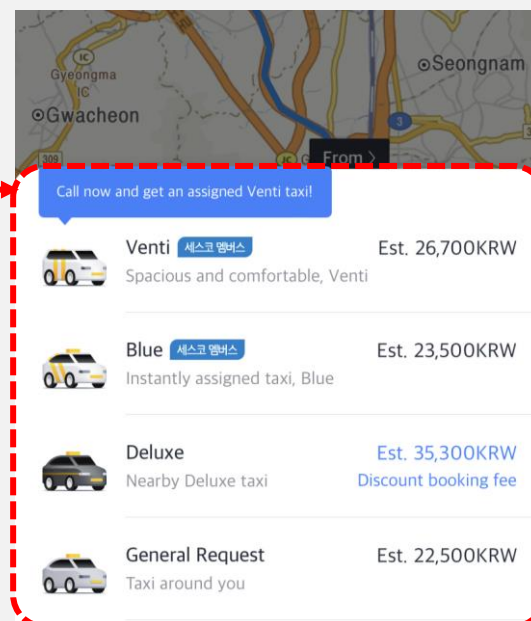 IC
Gyeongma
IC
Seongnam
Gwacheon
3
309
IC
From >
Call now and get an assigned Venti taxi!
Venti 세스코 멤버스 Est. 26,700KRW
Spacious and comfortable, Venti
Blue 세스코 멤버스 Est. 23,500KRW
Instantly assigned taxi, Blue
Deluxe Est. 35,300KRW
Nearby Deluxe taxi Discount booking fee
General Request Est. 22,500KRW
Taxi around you